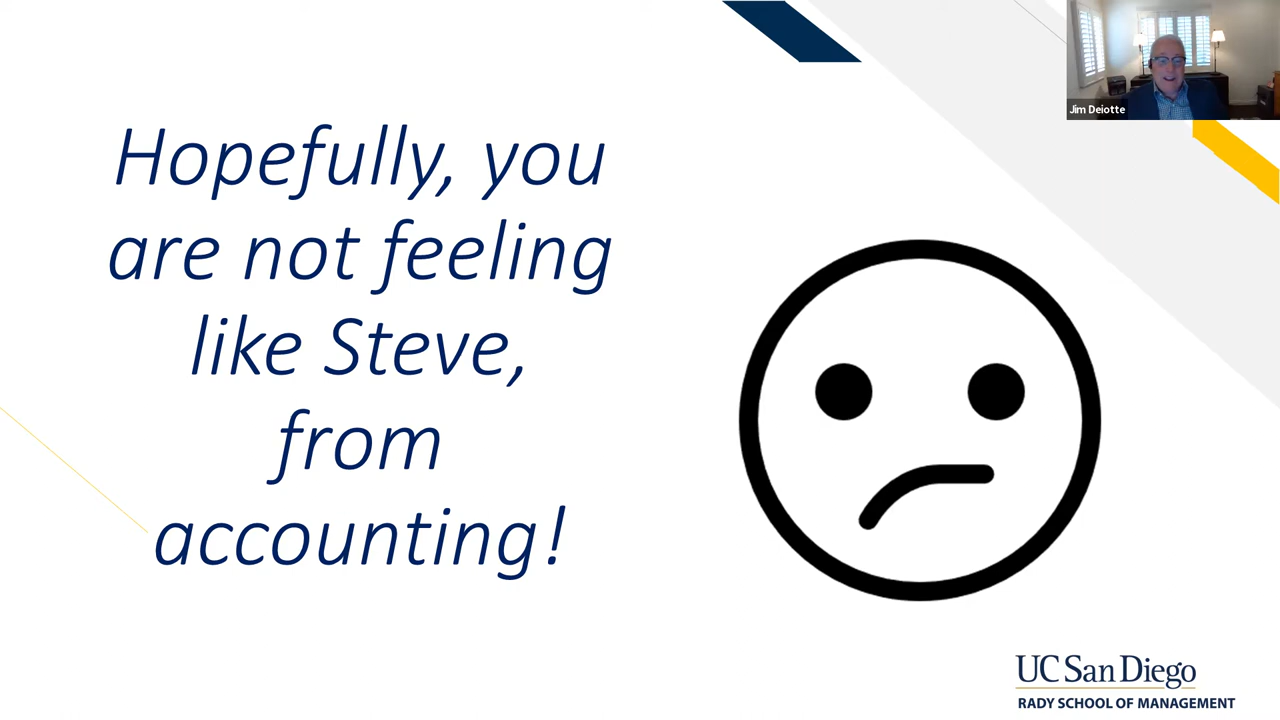 Hopefully, you
are not feeling
like Steve,
from
accounting!
Jim Deiotte
UC San Diego
RADY SCHOOL OF MANAGEMENT